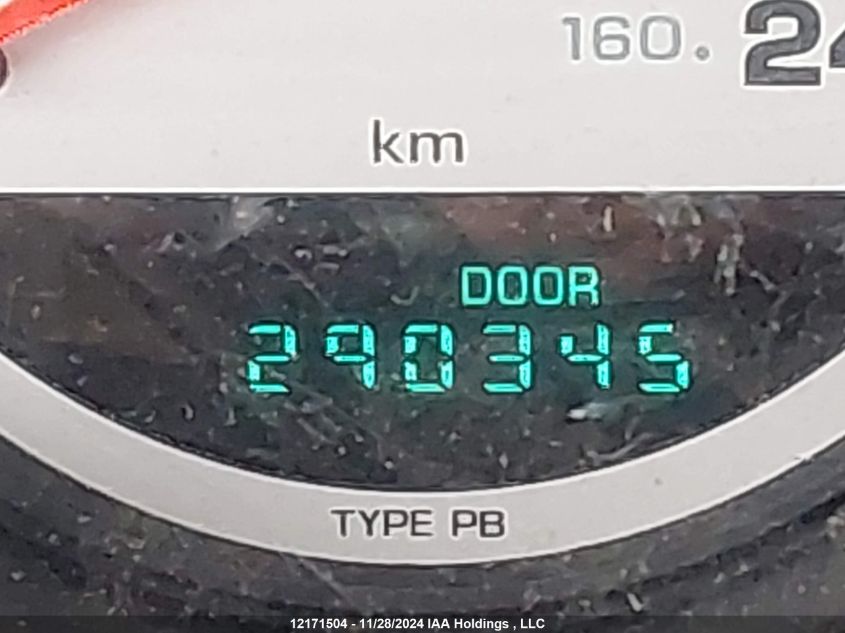 160. 24
km
DOOR
290345
TYPE PB
12171504 - 11/28/2024 IAA Holdings , LLC